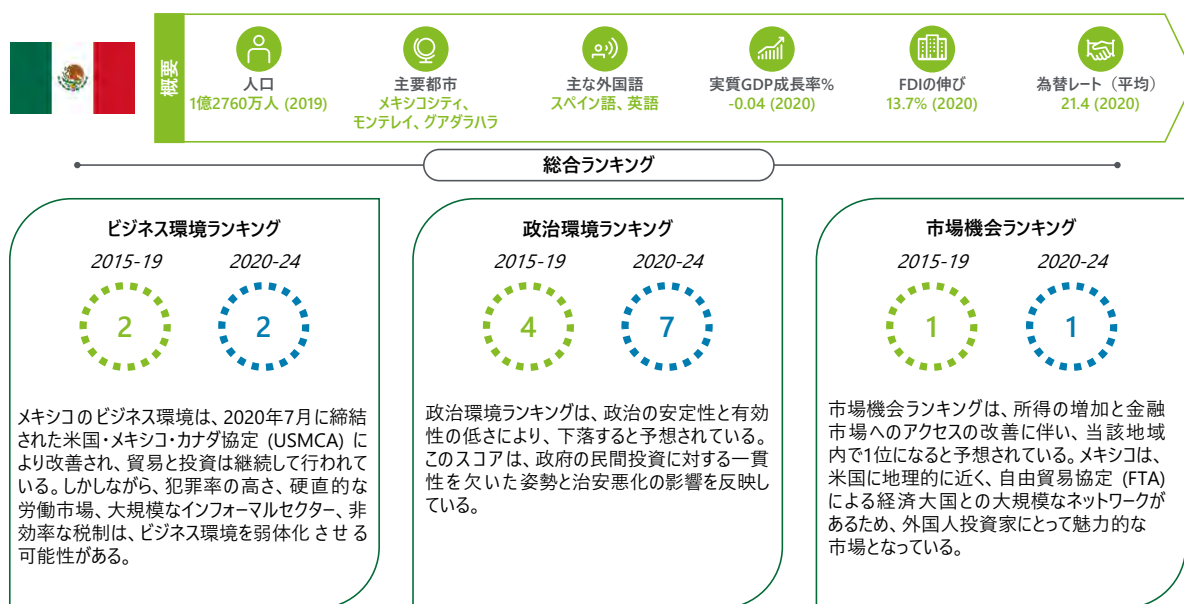 概要
人口
1億2760万人 (2019)
主要都市
メキシコシティ、
モンテレイ、グアダラハラ
主な外国語
スペイン語、英語
実質GDP成長率%
-0.04 (2020)
FDIの伸び
13.7% (2020)
為替レート（平均）
21.4 (2020)
総合ランキング
ビジネス環境ランキング
2015-19 2020-24
2 2
メキシコのビジネス環境は、2020年7月に締結
された米国・メキシコ・カナダ協定 (USMCA) に
より改善され、貿易と投資は継続して行われて
いる。しかしながら、犯罪率の高さ、硬直的な
労働市場、大規模なインフォーマルセクター、非
効率な税制は、ビジネス環境を弱体化させる
可能性がある。
政治環境ランキング
2015-19 2020-24
4 7
政治環境ランキングは、政治の安定性と有効
性の低さにより、下落すると予想されている。
このスコアは、政府の民間投資に対する一貫
性を欠いた姿勢と治安悪化の影響を反映し
ている。
市場機会ランキング
2015-19 2020-24
1 1
市場機会ランキングは、所得の増加と金融
市場へのアクセスの改善に伴い、当該地域
内で1位になると予想されている。メキシコは、
米国に地理的に近く、自由貿易協定 (FTA)
による経済大国との大規模なネットワークが
あるため、外国人投資家にとって魅力的な
市場となっている。